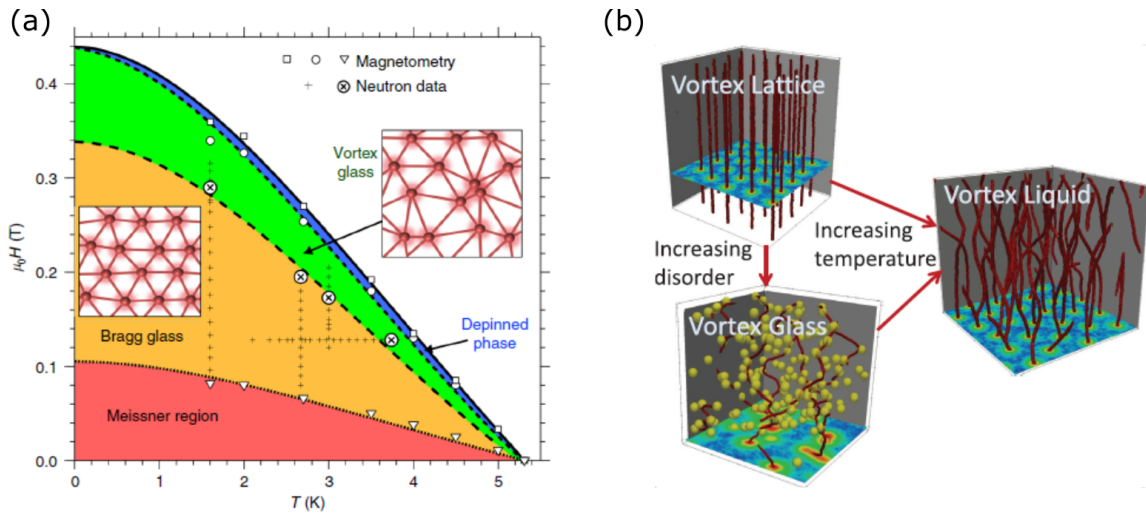 (a)
0.4
0.3
0.2
0.1
0.0
μ₀H (T)
0
1
2
3
4
5
T (K)
Magnetometry
Neutron data
Vortex
glass
Bragg glass
Depinned
phase
Meissner region
(b)
Vortex Lattice
Increasing
disorder
Vortex Glass
Increasing
temperature
Vortex Liquid